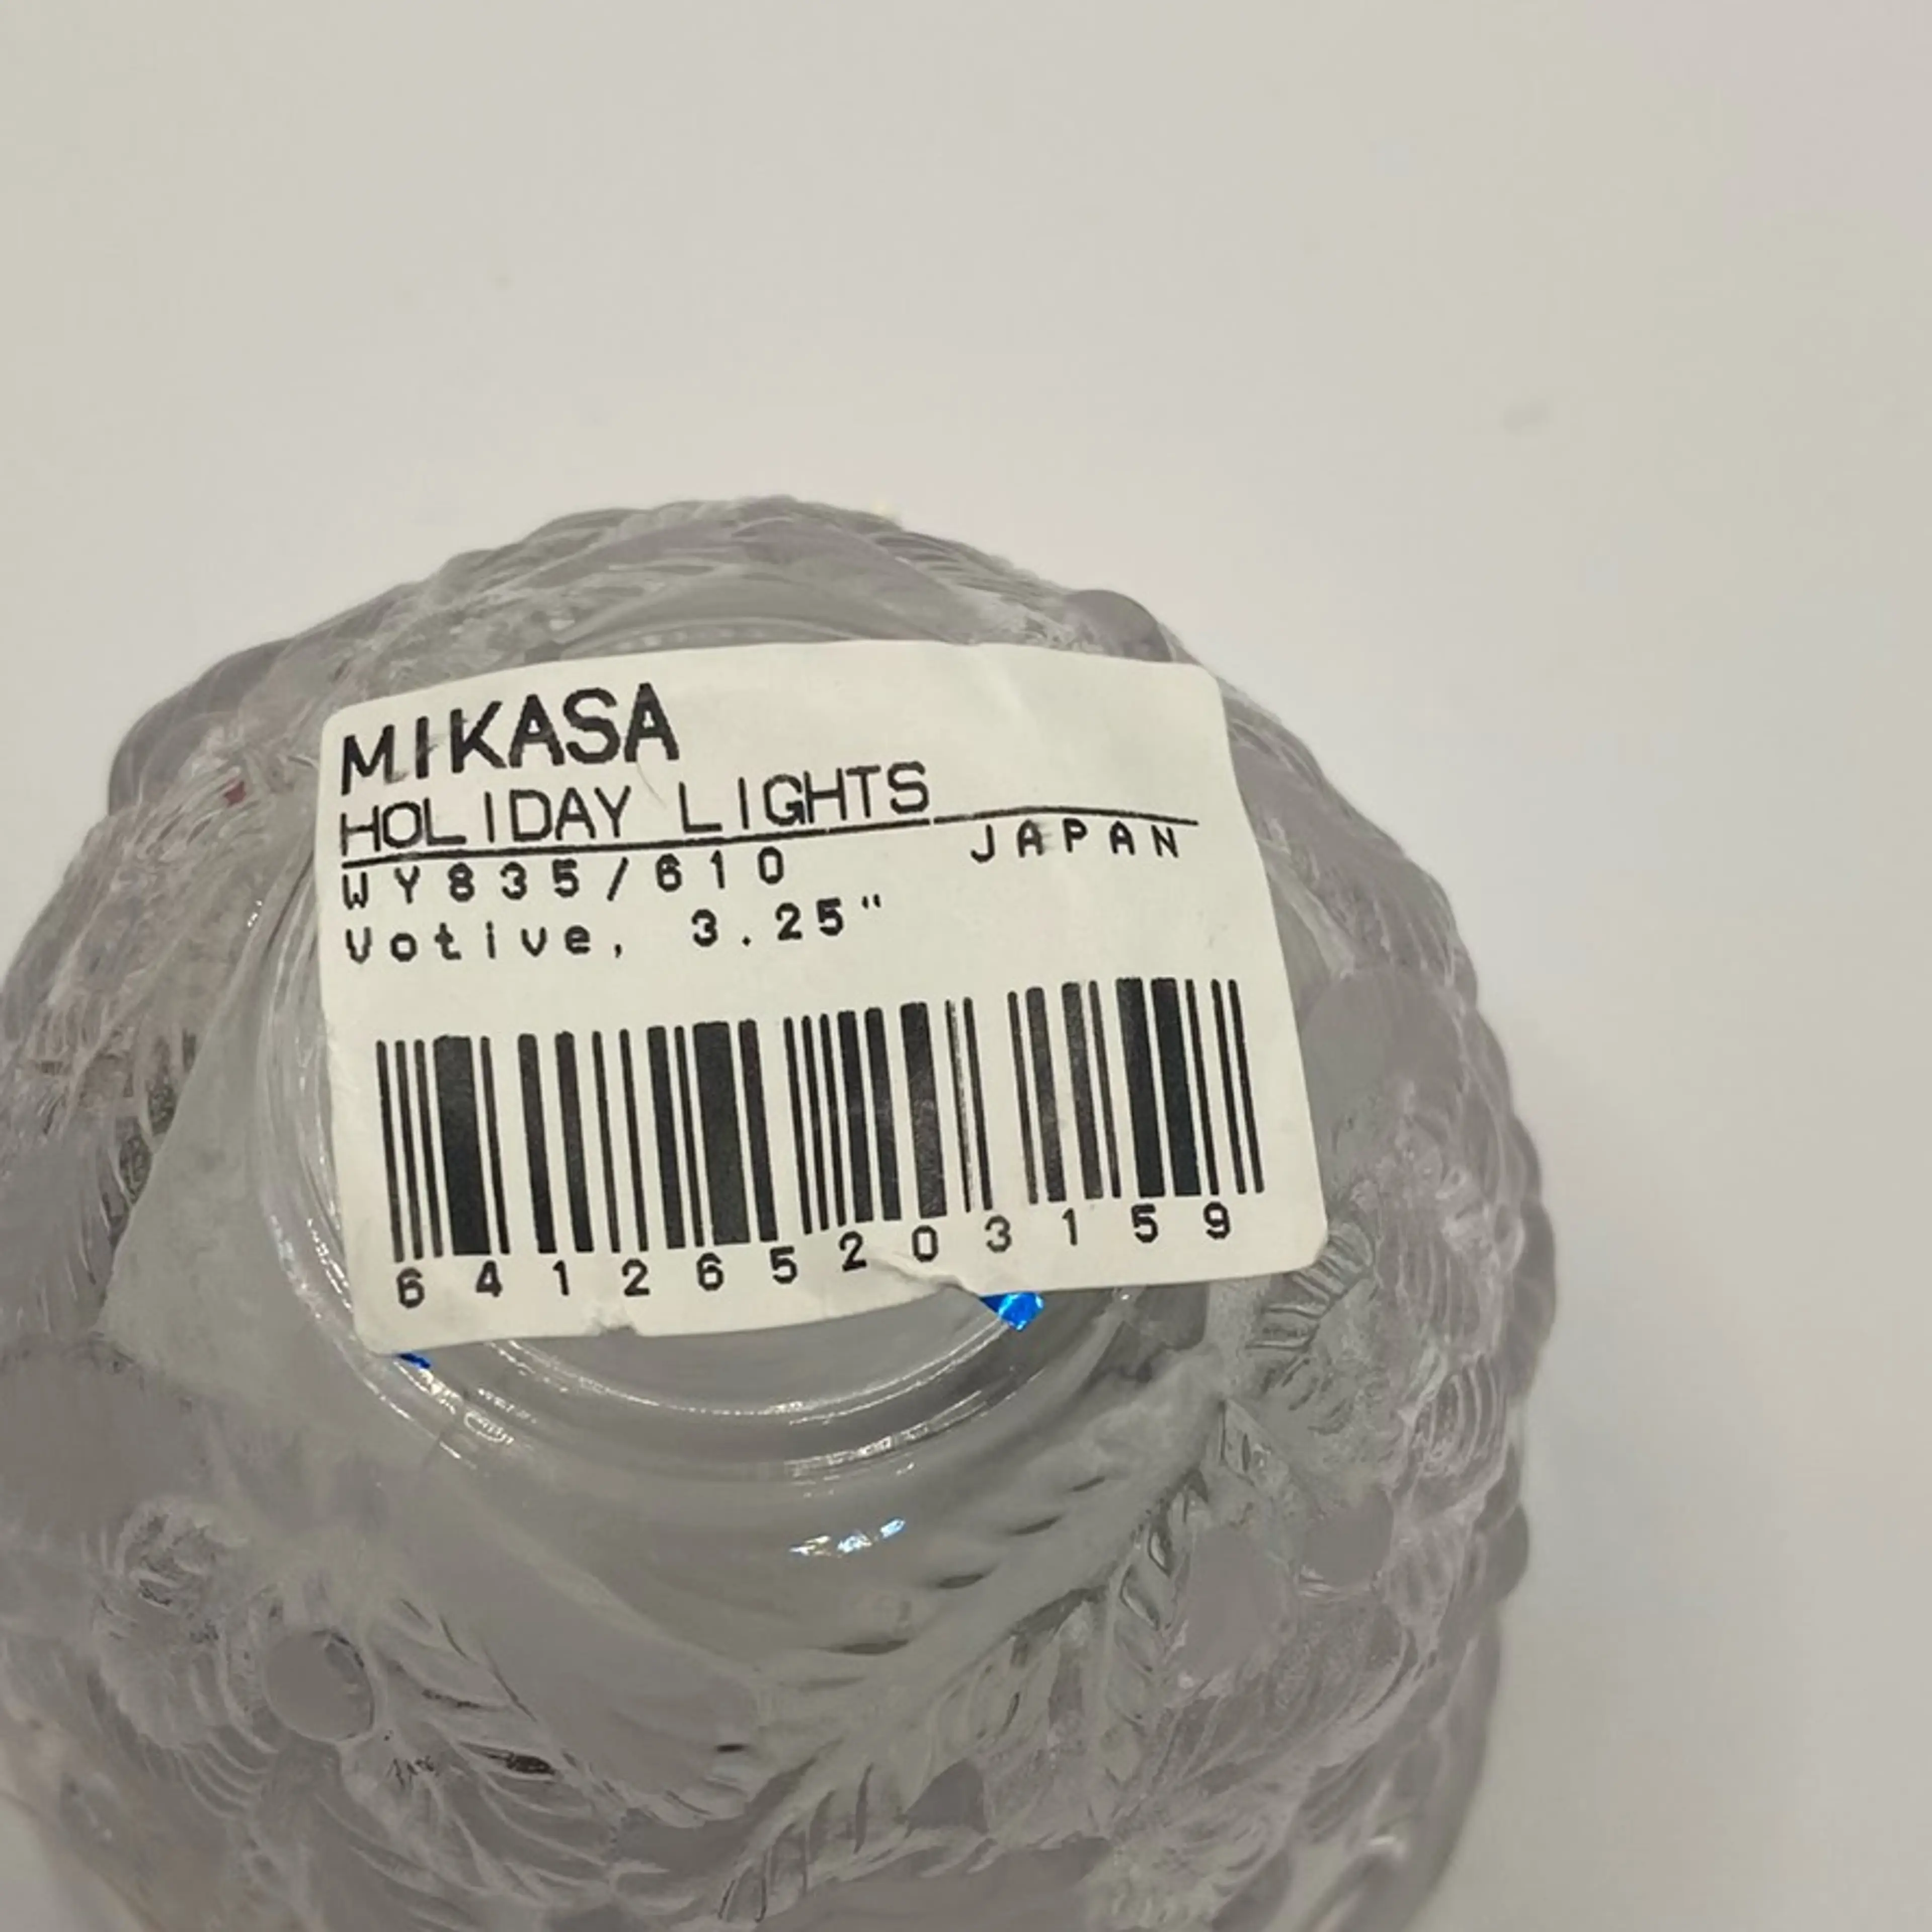 MIKASA
HOLIDAY LIGHTS
WY835/610 JAPAN
Votive, 3.25"
641265203159